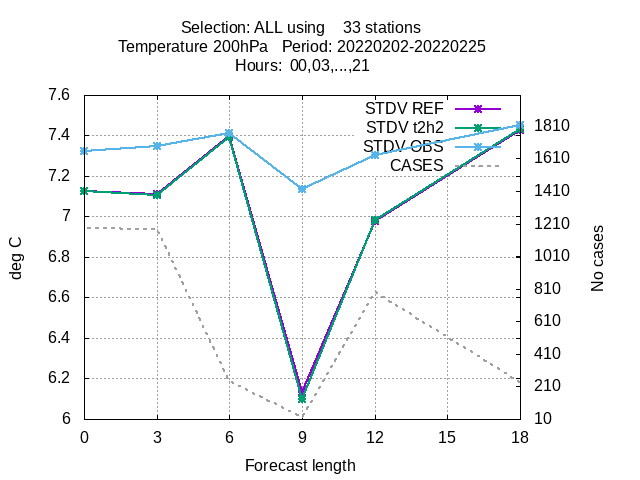 Selection: ALL using    33 stations
Temperature 200hPa   Period: 20220202-20220225
Hours: 00,03,...,21
7.6
7.4
7.2
7
6.8
6.6
6.4
6.2
6
deg C
STDV REF
STDV t2h2
STDV OBS
CASES
1810
1610
1410
1210
1010
810
610
410
210
10
No cases
0 3 6 9 12 15 18
Forecast length